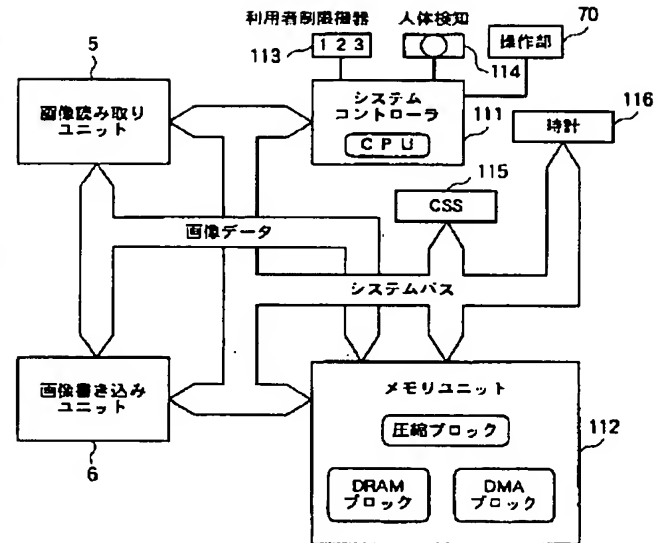 利用者制限機器
人体検知
70
113
1 2 3
114
操作部
5
システム
コントローラ
CPU
111
116
画像読み取り
ユニット
時計
115
CSS
画像データ
システムバス
画像書き込み
ユニット
6
メモリユニット
圧縮ブロック
112
DRAM
ブロック
DMA
ブロック